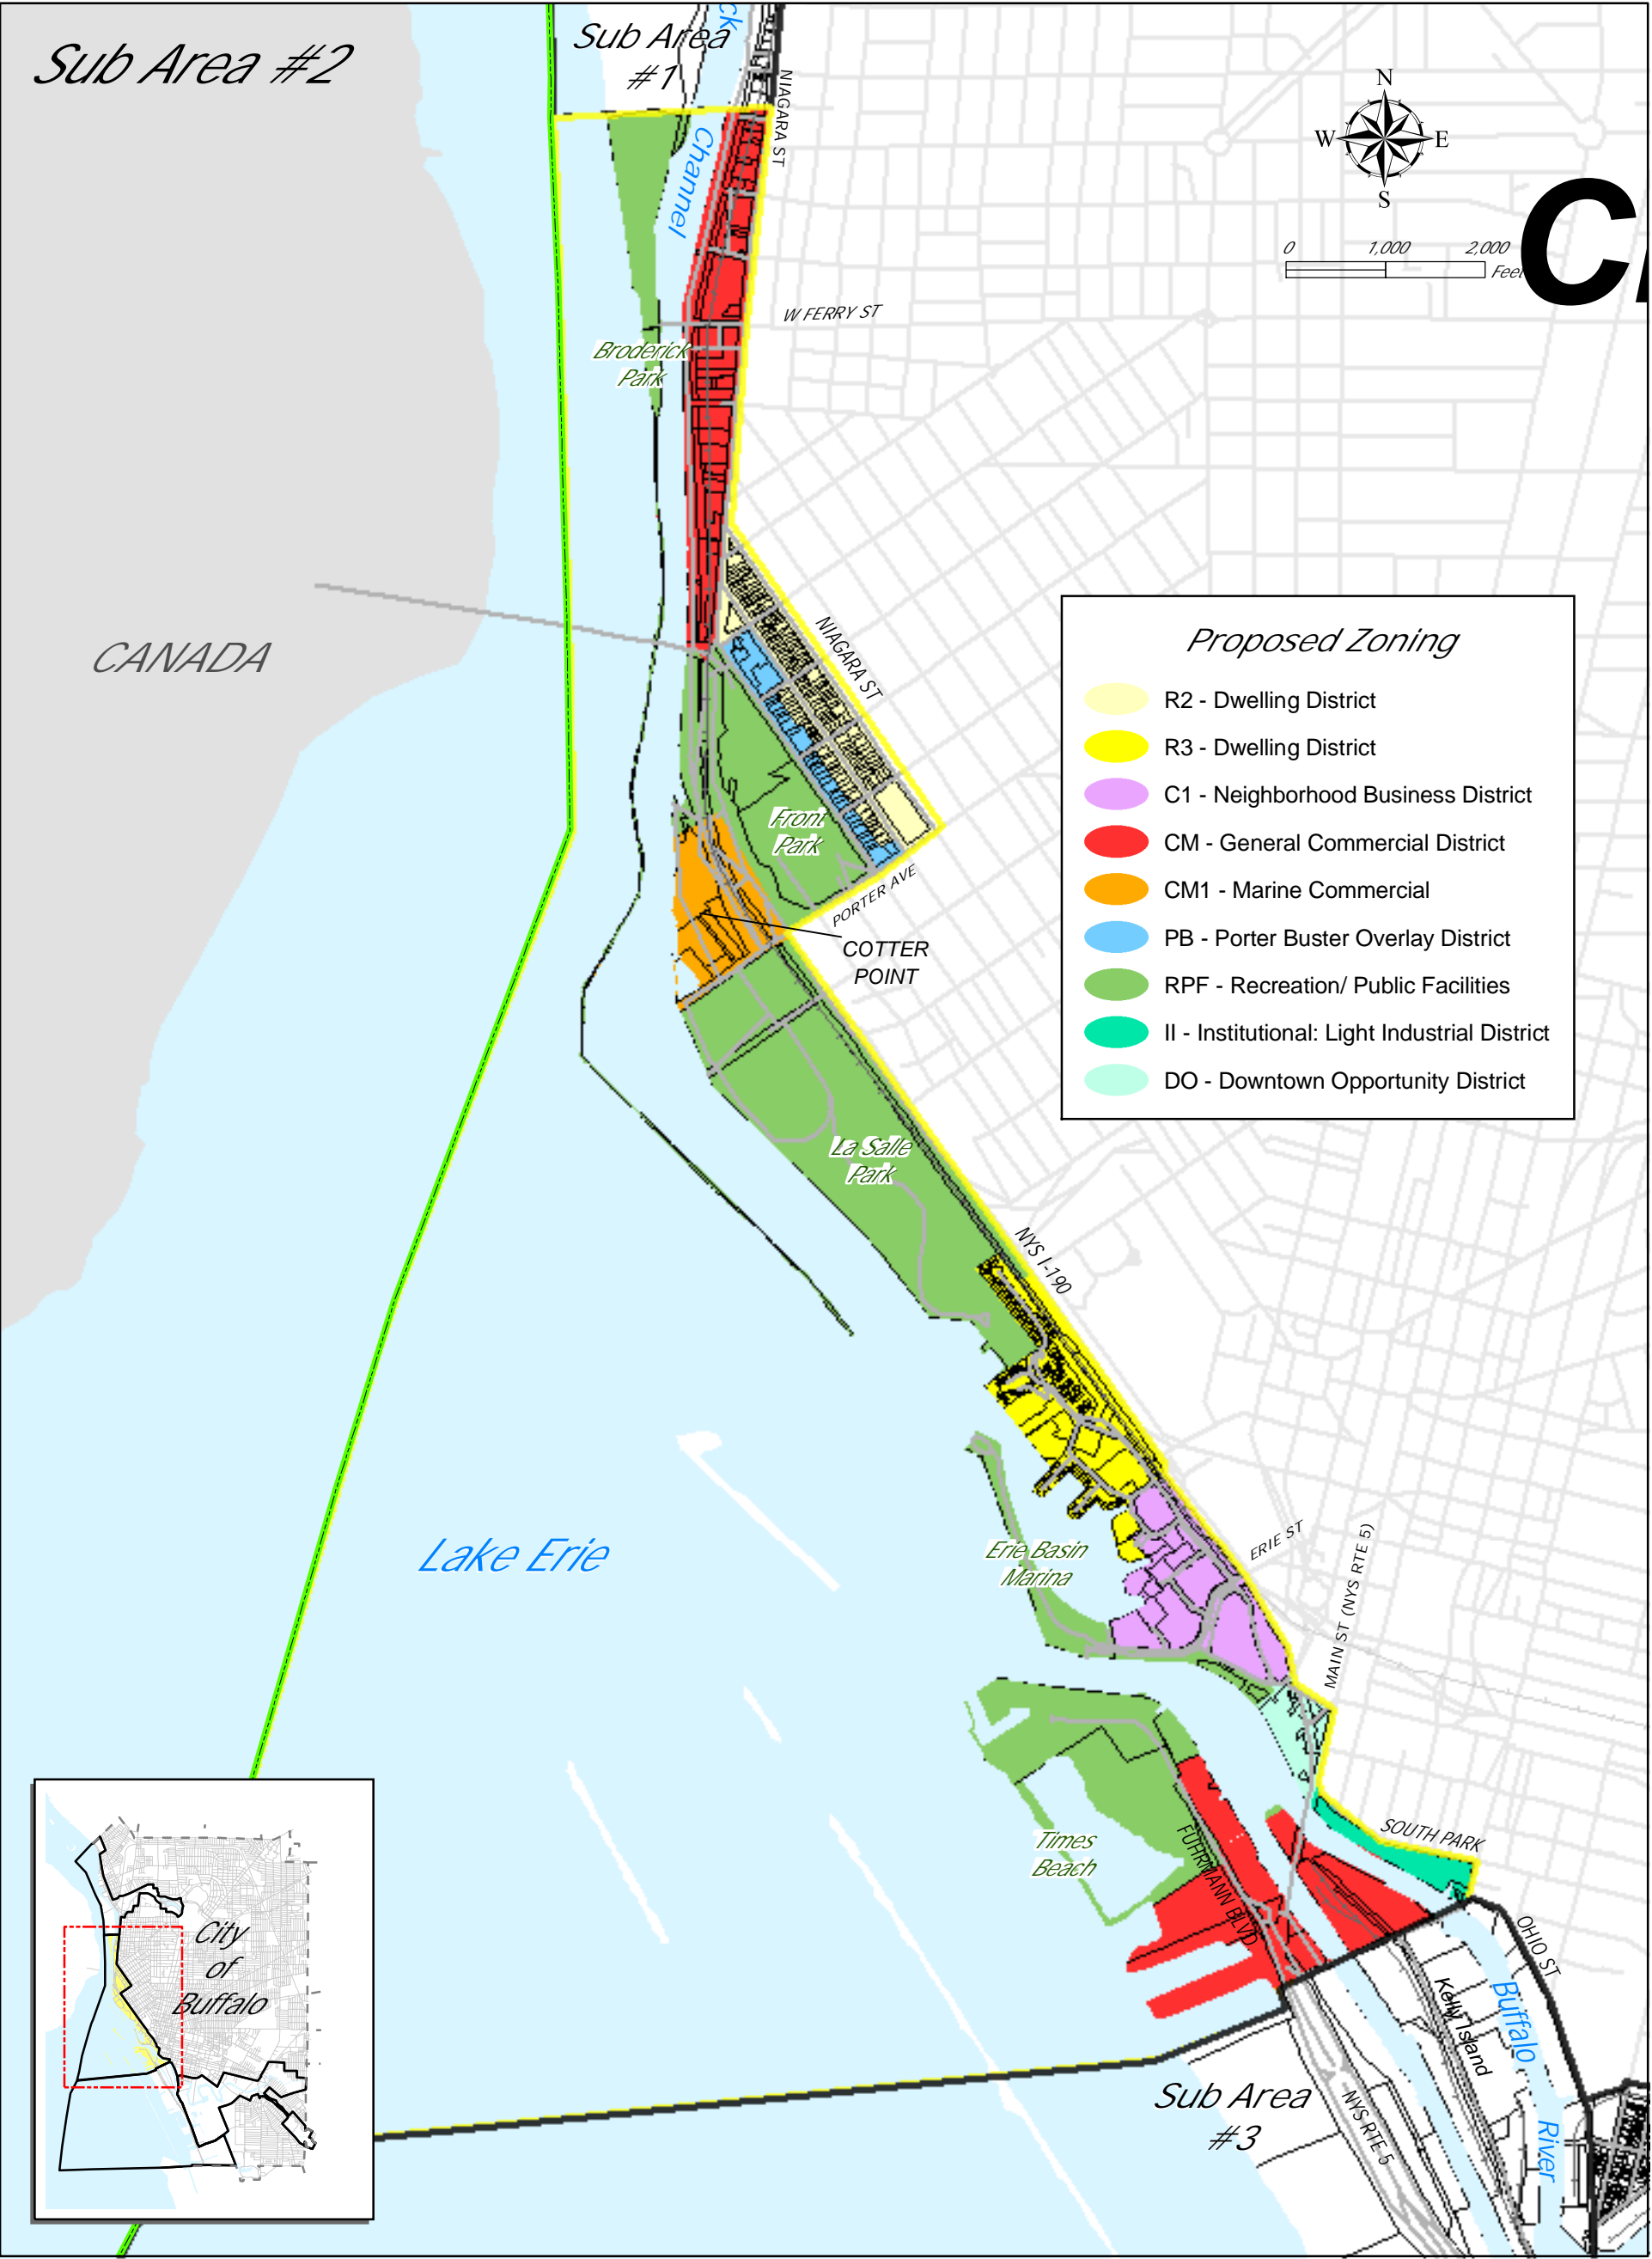 Sub Area #2
Sub Area
#1
ck
Channel
NIAGARA ST
N
W
E
S
0
1,000
2,000
Feet
W FERRY ST
Broderick
Park
CANADA
NIAGARA ST
Proposed Zoning
R2 - Dwelling District
R3 - Dwelling District
C1 - Neighborhood Business District
CM - General Commercial District
CM1 - Marine Commercial
PB - Porter Buster Overlay District
RPF - Recreation/ Public Facilities
II - Institutional: Light Industrial District
DO - Downtown Opportunity District
Front
Park
PORTER AVE
COTTER
POINT
La Salle
Park
NYS I-190
Lake Erie
Erie Basin
Marina
ERIE ST
MAIN ST (NYS RTE 5)
Times
Beach
FUHRMANN BLVD
SOUTH PARK
OHIO ST
Kelly Island
Buffalo
River
City
of
Buffalo
Sub Area
#3
NYS RTE 5